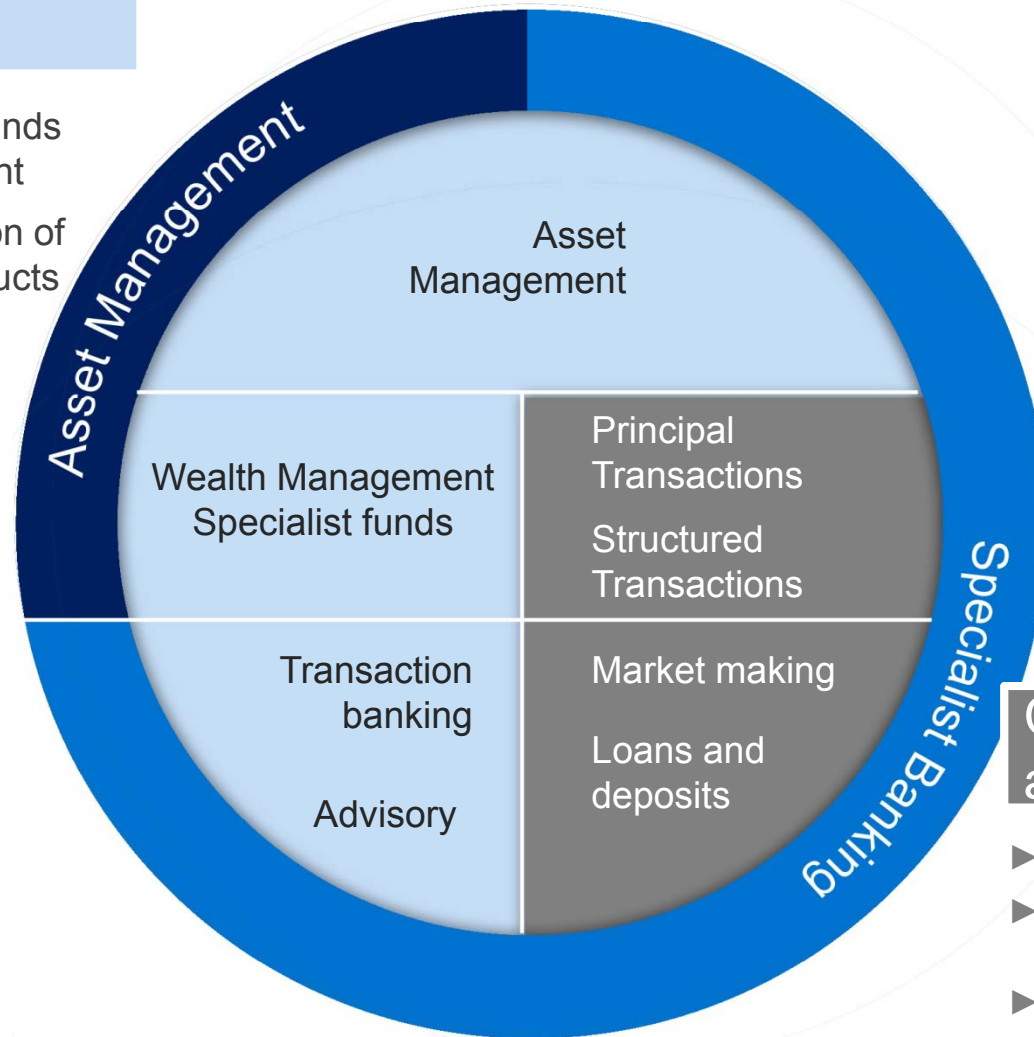 Asset Management
Asset
Management
Wealth Management
Specialist funds
Principal
Transactions
Structured
Transactions
Transaction
banking
Advisory
Market making
Loans and
deposits
Specialist Banking